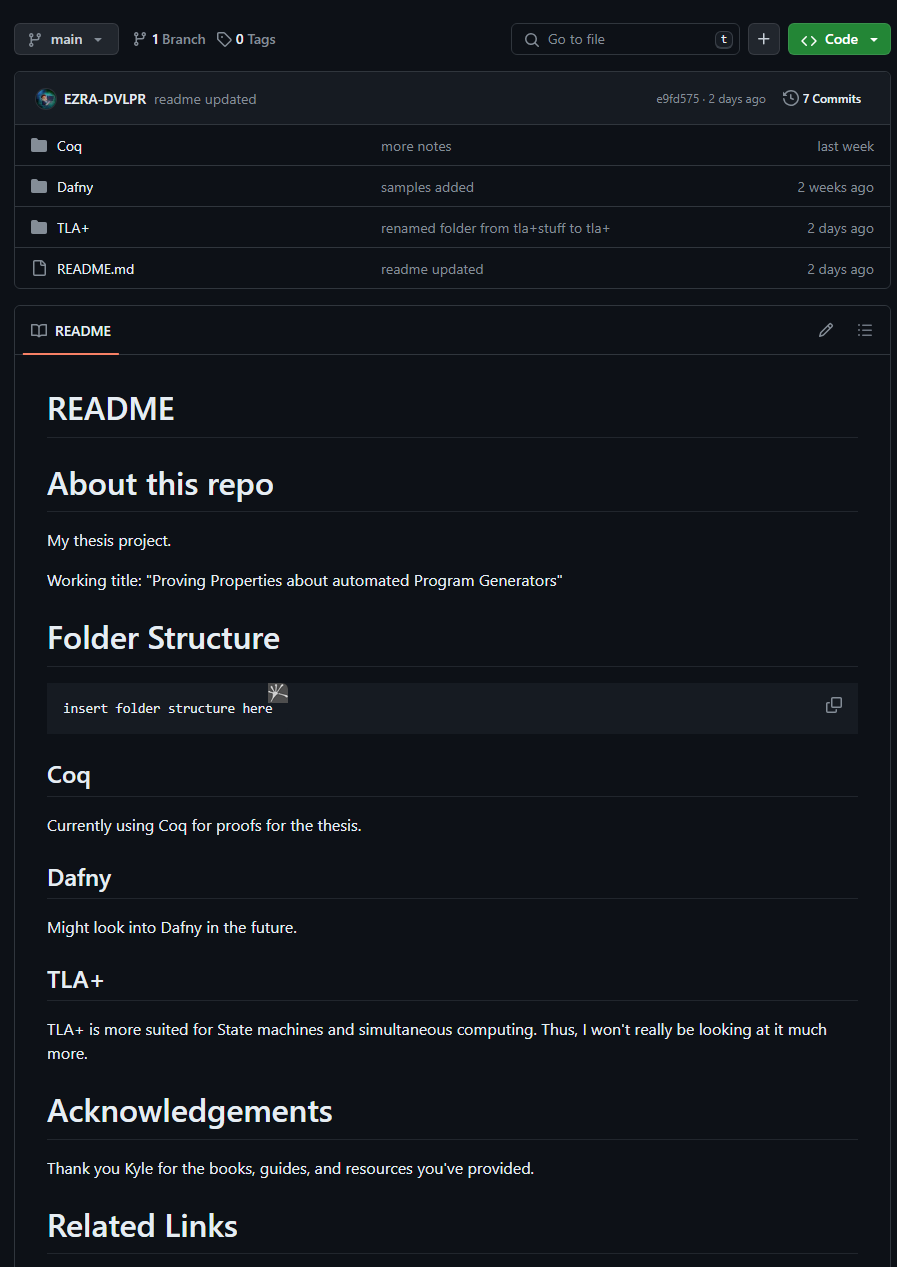 main
1 Branch
0 Tags
Go to file
t
Code
EZRA-DVLPR readme updated
e9fd575 · 2 days ago
7 Commits
Coq more notes last week
Dafny samples added 2 weeks ago
TLA+ renamed folder from tla+stuff to tla+ 2 days ago
README.md readme updated 2 days ago
README
README
About this repo
My thesis project.
Working title: "Proving Properties about automated Program Generators"
Folder Structure
insert folder structure here
Coq
Currently using Coq for proofs for the thesis.
Dafny
Might look into Dafny in the future.
TLA+
TLA+ is more suited for State machines and simultaneous computing. Thus, I won't really be looking at it much
more.
Acknowledgements
Thank you Kyle for the books, guides, and resources you've provided.
Related Links